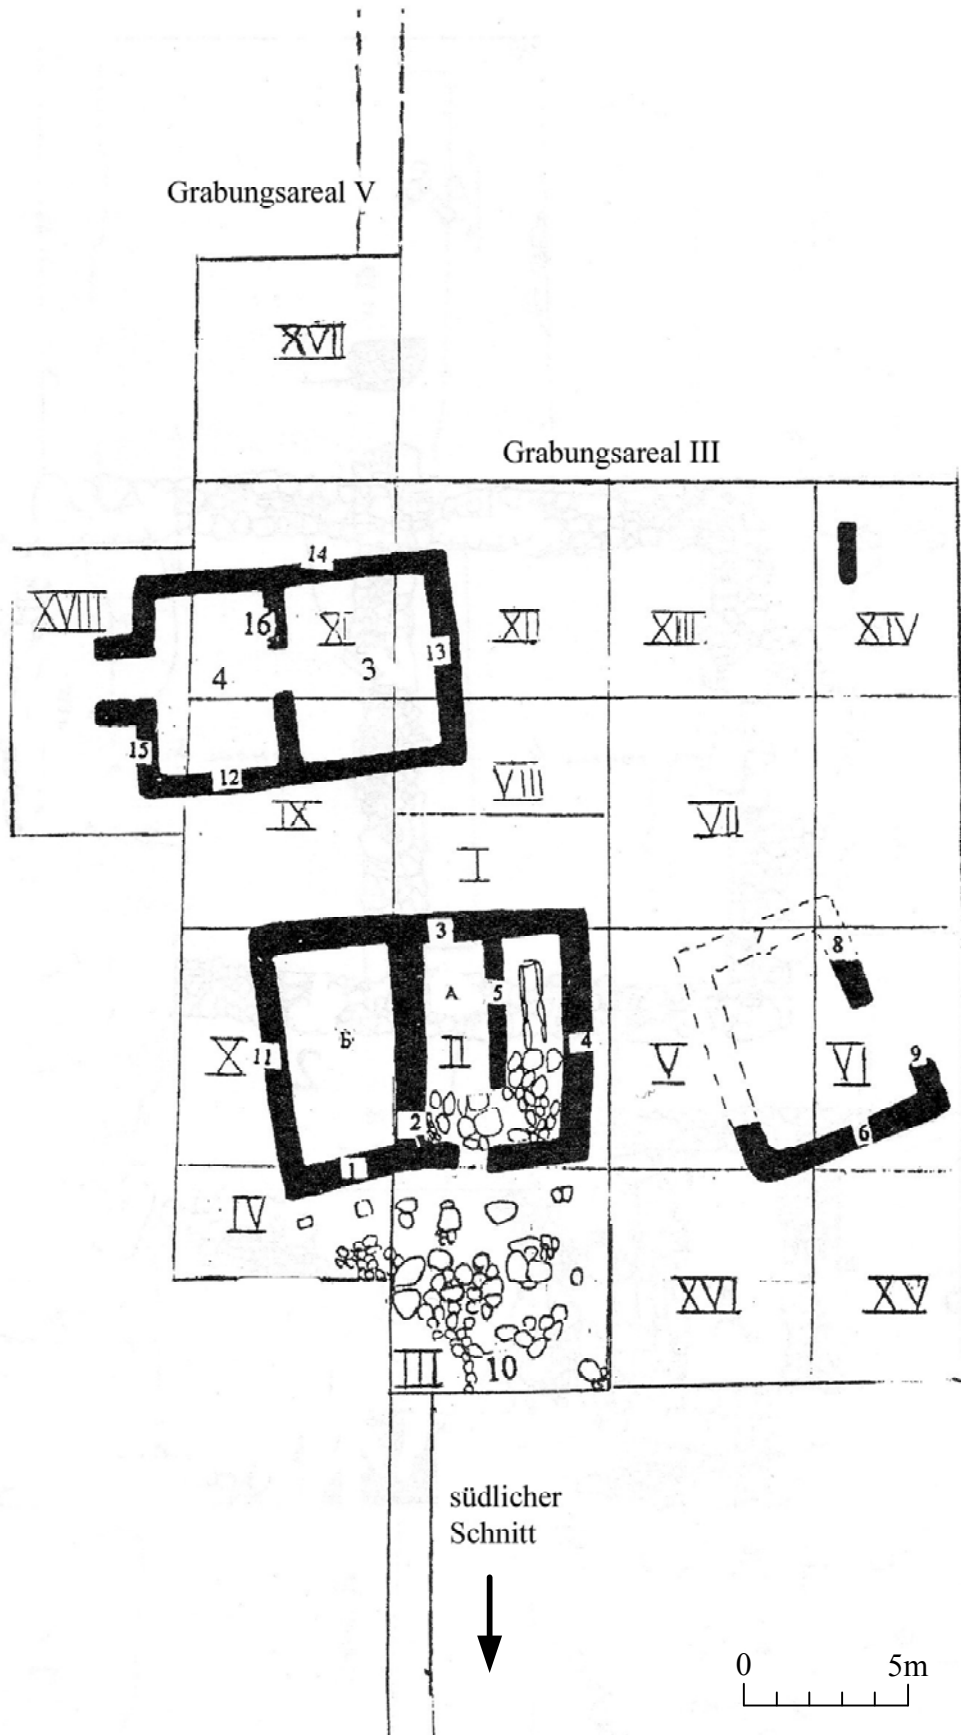 Grabungsareal V
XVII
Grabungsareal III
14
XVIII
16
XI
XII
XIII
XIV
13
4
3
15
12
VIII
IX
VII
I
3
7
8
A
5
Б
X
11
II
4
V
VI
9
2
1
6
IV
XVI
XV
III
10
südlicher
Schnitt
0
5m